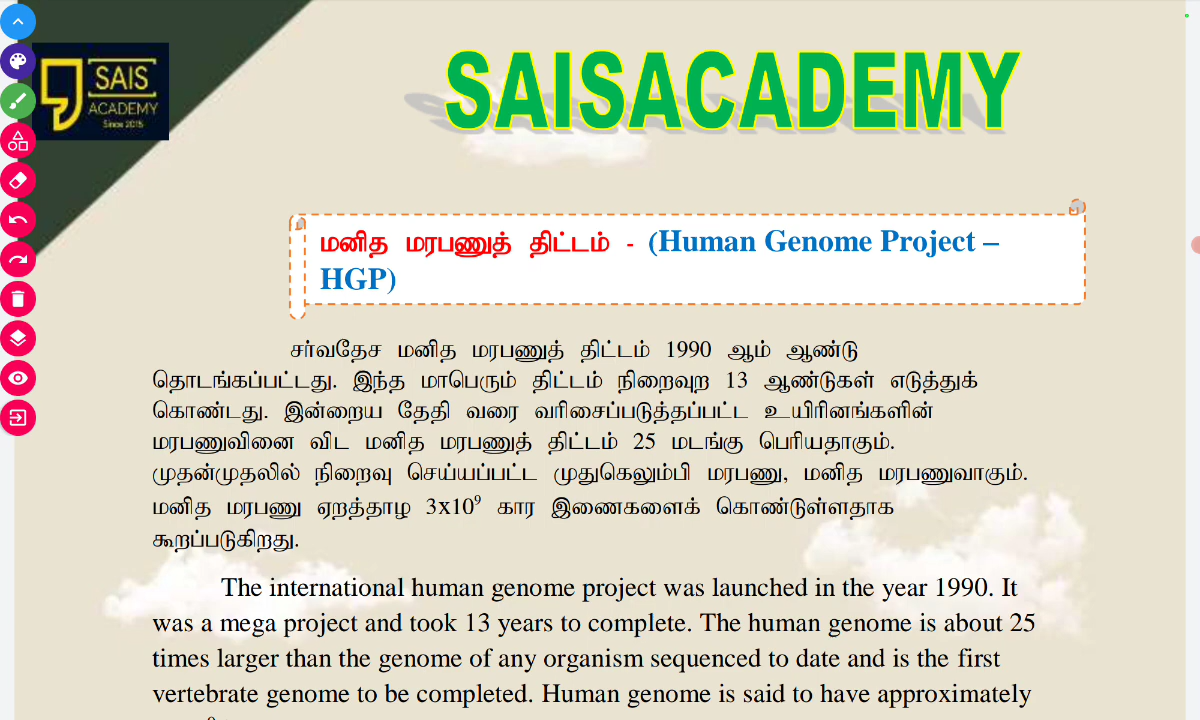 SAIS
ACADEMY
Since 2015
SAISACADEMY
மனித மரபணுத் திட்டம் - (Human Genome Project –
HGP)
சர்வதேச மனித மரபணுத் திட்டம் 1990 ஆம் ஆண்டு
தொடங்கப்பட்டது. இந்த மாபெரும் திட்டம் நிறைவுற 13 ஆண்டுகள் எடுத்துக்
கொண்டது. இன்றைய தேதி வரை வரிசைப்படுத்தப்பட்ட உயிரினங்களின்
மரபணுவினை விட மனித மரபணுத் திட்டம் 25 மடங்கு பெரியதாகும்.
முதன்முதலில் நிறைவு செய்யப்பட்ட முதுகெலும்பி மரபணு, மனித மரபணுவாகும்.
மனித மரபணு ஏறத்தாழ 3x10⁹ கார இணைகளைக் கொண்டுள்ளதாக
கூறப்படுகிறது.
The international human genome project was launched in the year 1990. It
was a mega project and took 13 years to complete. The human genome is about 25
times larger than the genome of any organism sequenced to date and is the first
vertebrate genome to be completed. Human genome is said to have approximately